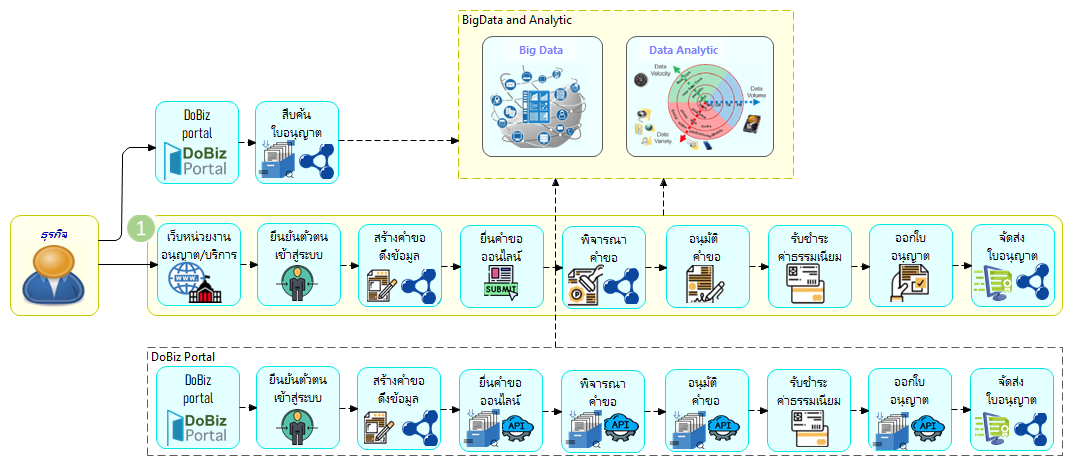 BigData and Analytic
Big Data
Data Analytic
Data
Velocity
Data
Volume
Data
Variety
DoBiz
portal
DoBiz
Portal
สืบค้น
ใบอนุญาต
ธุรกิจ
1
เว็บหน่วยงาน
อนุญาต/บริการ
ยืนยันตัวตน
เข้าสู่ระบบ
สร้างคำขอ
ดึงข้อมูล
ยื่นคำขอ
ออนไลน์
SUBMIT
พิจารณา
คำขอ
อนุมัติ
คำขอ
รับชำระ
ค่าธรรมเนียม
ออกใบ
อนุญาต
จัดส่ง
ใบอนุญาต
DoBiz Portal
DoBiz
portal
DoBiz
Portal
ยืนยันตัวตน
เข้าสู่ระบบ
สร้างคำขอ
ดึงข้อมูล
ยื่นคำขอ
ออนไลน์
API
พิจารณา
คำขอ
API
อนุมัติ
คำขอ
API
รับชำระ
ค่าธรรมเนียม
ออกใบ
อนุญาต
API
จัดส่ง
ใบอนุญาต